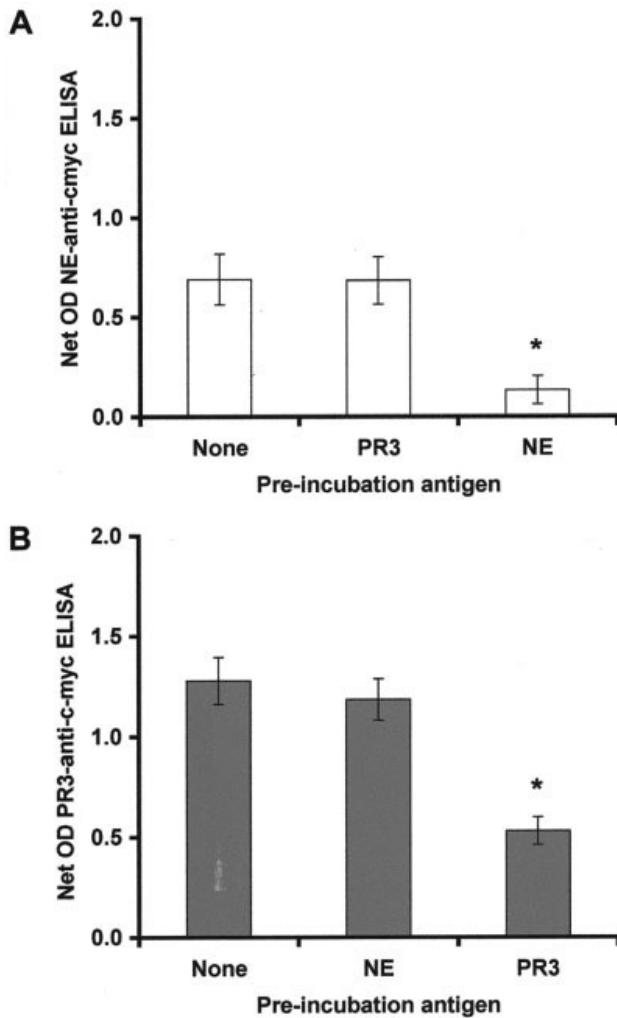 A
Net OD NE-anti-cmyc ELISA
2.0
1.5
1.0
0.5
0.0
*
None PR3 NE
Pre-incubation antigen
B
Net OD PR3-anti-c-myc ELISA
2.0
1.5
1.0
0.5
0.0
*
None NE PR3
Pre-incubation antigen